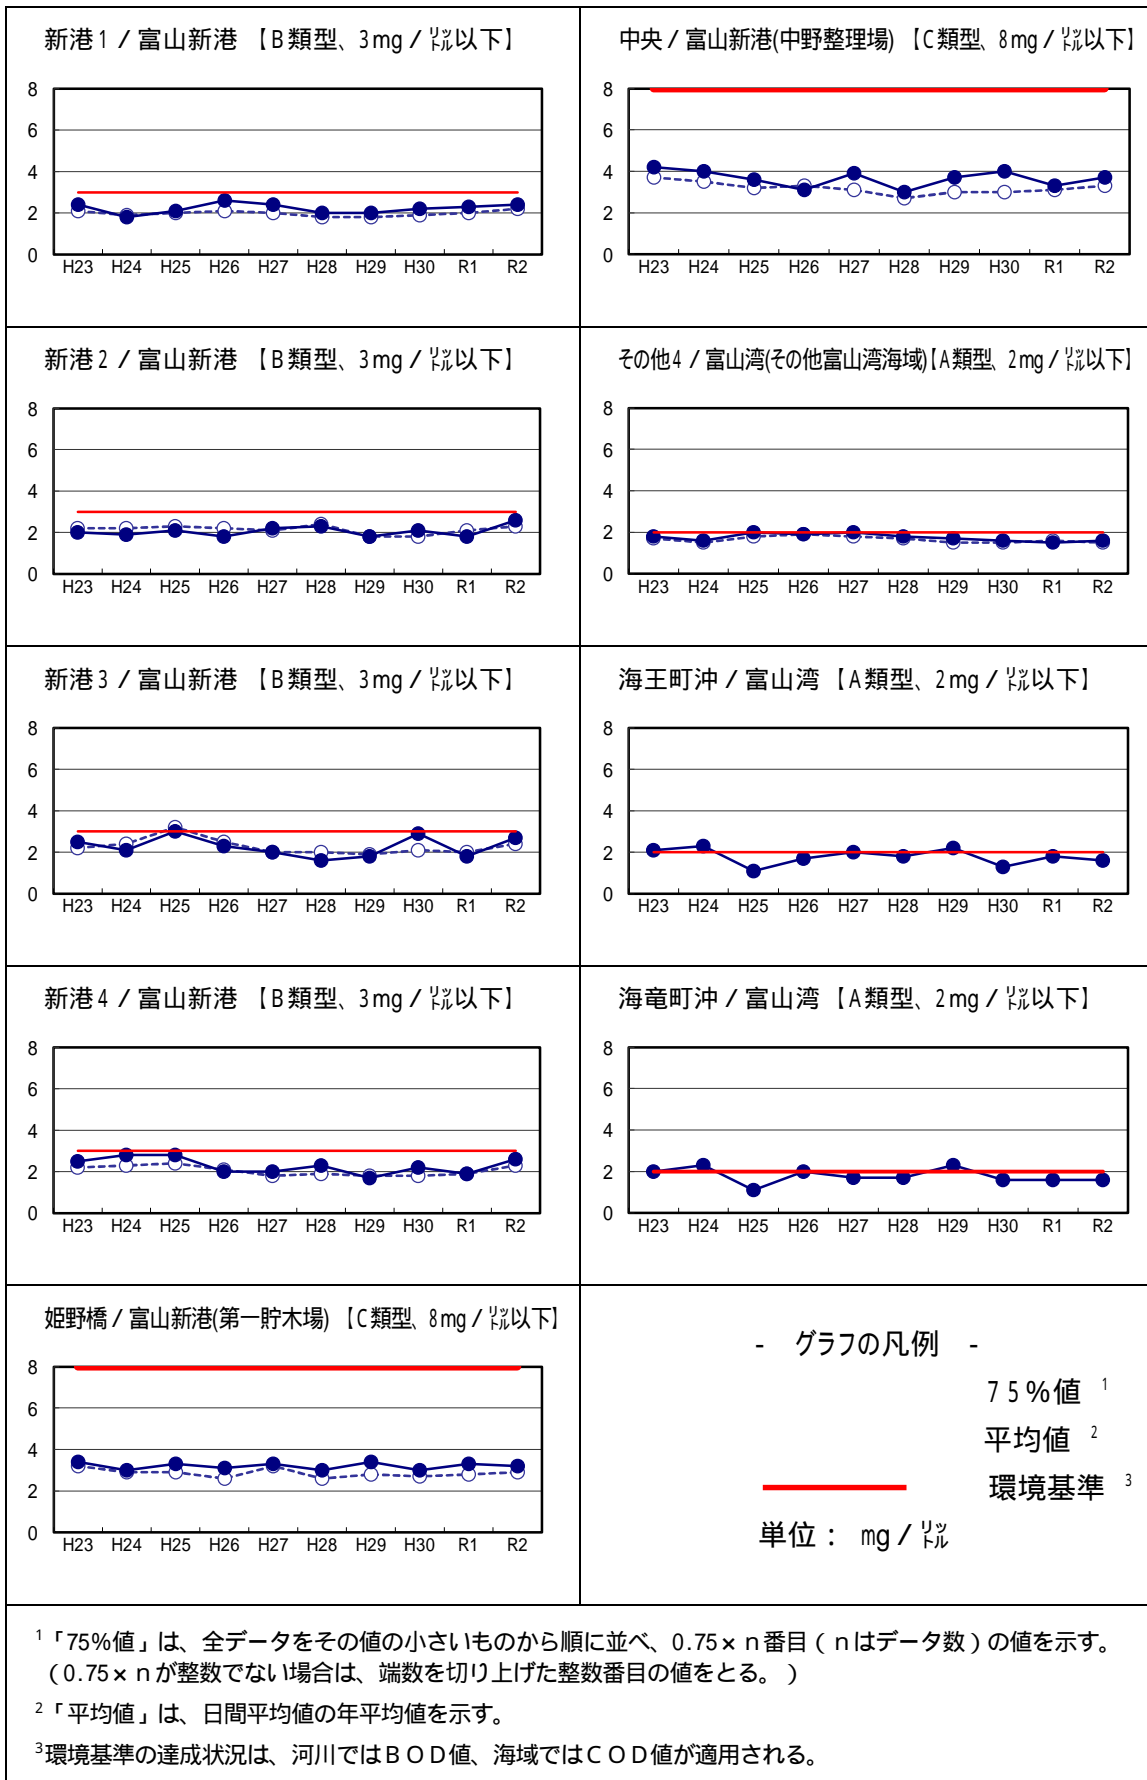 新港1 / 富山新港 【B類型、3mg / ㍑以下】
8
6
4
2
0
H23 H24 H25 H26 H27 H28 H29 H30 R1 R2
中央 / 富山新港(中野整理場) 【C類型、8mg / ㍑以下】
8
6
4
2
0
H23 H24 H25 H26 H27 H28 H29 H30 R1 R2
新港2 / 富山新港 【B類型、3mg / ㍑以下】
8
6
4
2
0
H23 H24 H25 H26 H27 H28 H29 H30 R1 R2
その他4 / 富山湾(その他富山湾海域)【A類型、2mg / ㍑以下】
8
6
4
2
0
H23 H24 H25 H26 H27 H28 H29 H30 R1 R2
新港3 / 富山新港 【B類型、3mg / ㍑以下】
8
6
4
2
0
H23 H24 H25 H26 H27 H28 H29 H30 R1 R2
海王町沖 / 富山湾 【A類型、2mg / ㍑以下】
8
6
4
2
0
H23 H24 H25 H26 H27 H28 H29 H30 R1 R2
新港4 / 富山新港 【B類型、3mg / ㍑以下】
8
6
4
2
0
H23 H24 H25 H26 H27 H28 H29 H30 R1 R2
海竜町沖 / 富山湾 【A類型、2mg / ㍑以下】
8
6
4
2
0
H23 H24 H25 H26 H27 H28 H29 H30 R1 R2
姫野橋 / 富山新港(第一貯木場) 【C類型、8mg / ㍑以下】
8
6
4
2
0
H23 H24 H25 H26 H27 H28 H29 H30 R1 R2
- グラフの凡例 -
75%値 1
平均値 2
環境基準 3
単位： mg / ㍑
1「75%値」は、全データをその値の小さいものから順に並べ、0.75×n番目（nはデータ数）の値を示す。
（0.75×nが整数でない場合は、端数を切り上げた整数番目の値をとる。）
2「平均値」は、日間平均値の年平均値を示す。
3環境基準の達成状況は、河川ではＢＯＤ値、海域ではＣＯＤ値が適用される。